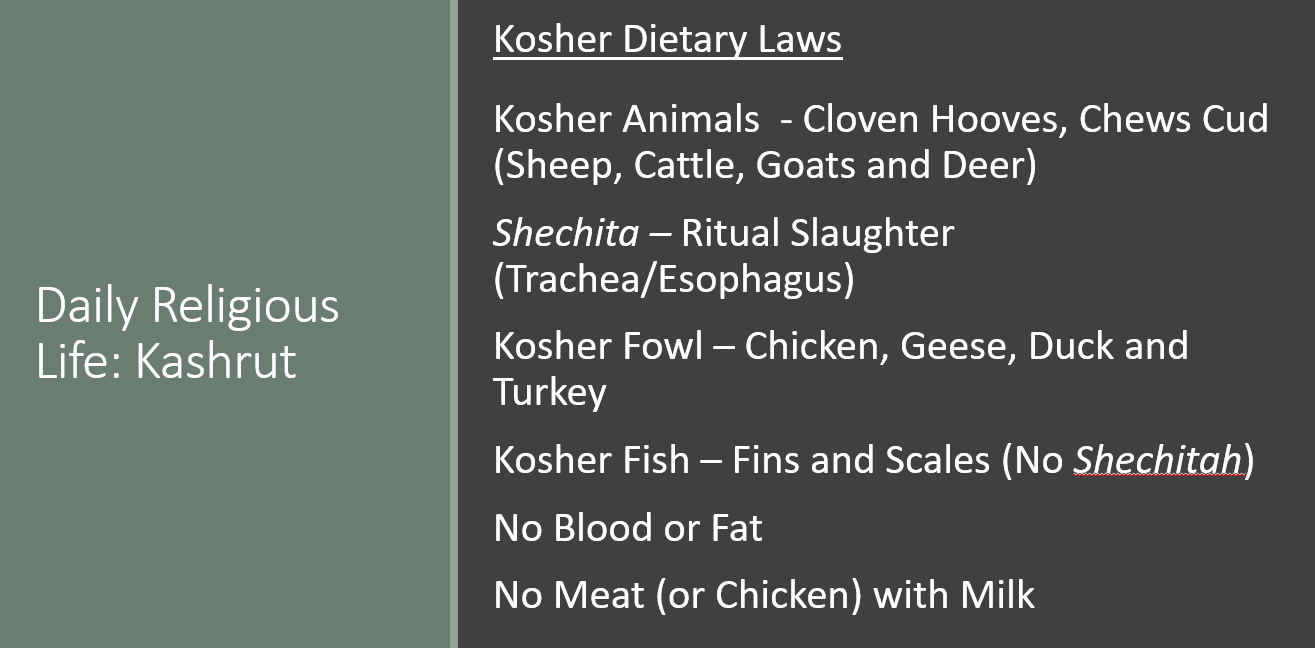 Daily Religious
Life: Kashrut
Kosher Dietary Laws
Kosher Animals  - Cloven Hooves, Chews Cud
(Sheep, Cattle, Goats and Deer)
Shechita – Ritual Slaughter
(Trachea/Esophagus)
Kosher Fowl – Chicken, Geese, Duck and
Turkey
Kosher Fish – Fins and Scales (No Shechitah)
No Blood or Fat
No Meat (or Chicken) with Milk